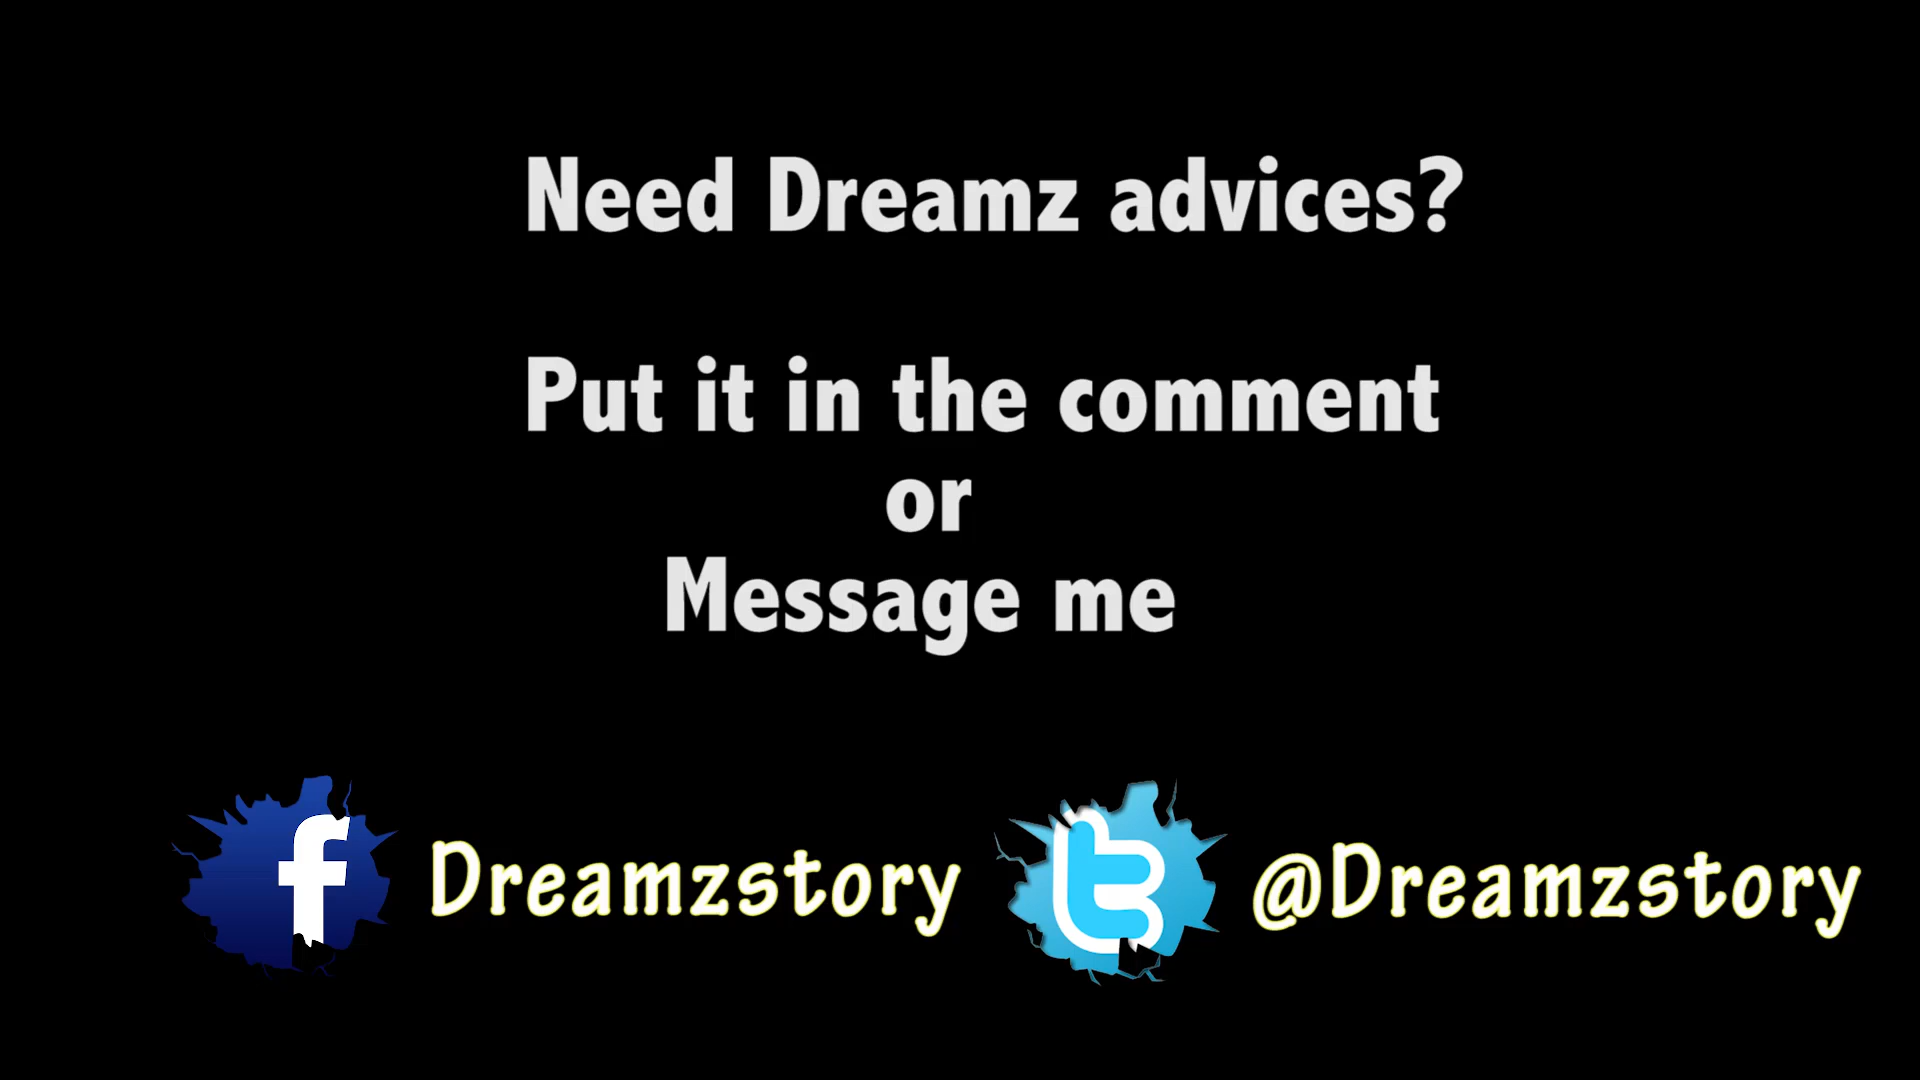 Need Dreamz advices?
Put it in the comment
or
Message me
f Dreamzstory t @Dreamzstory